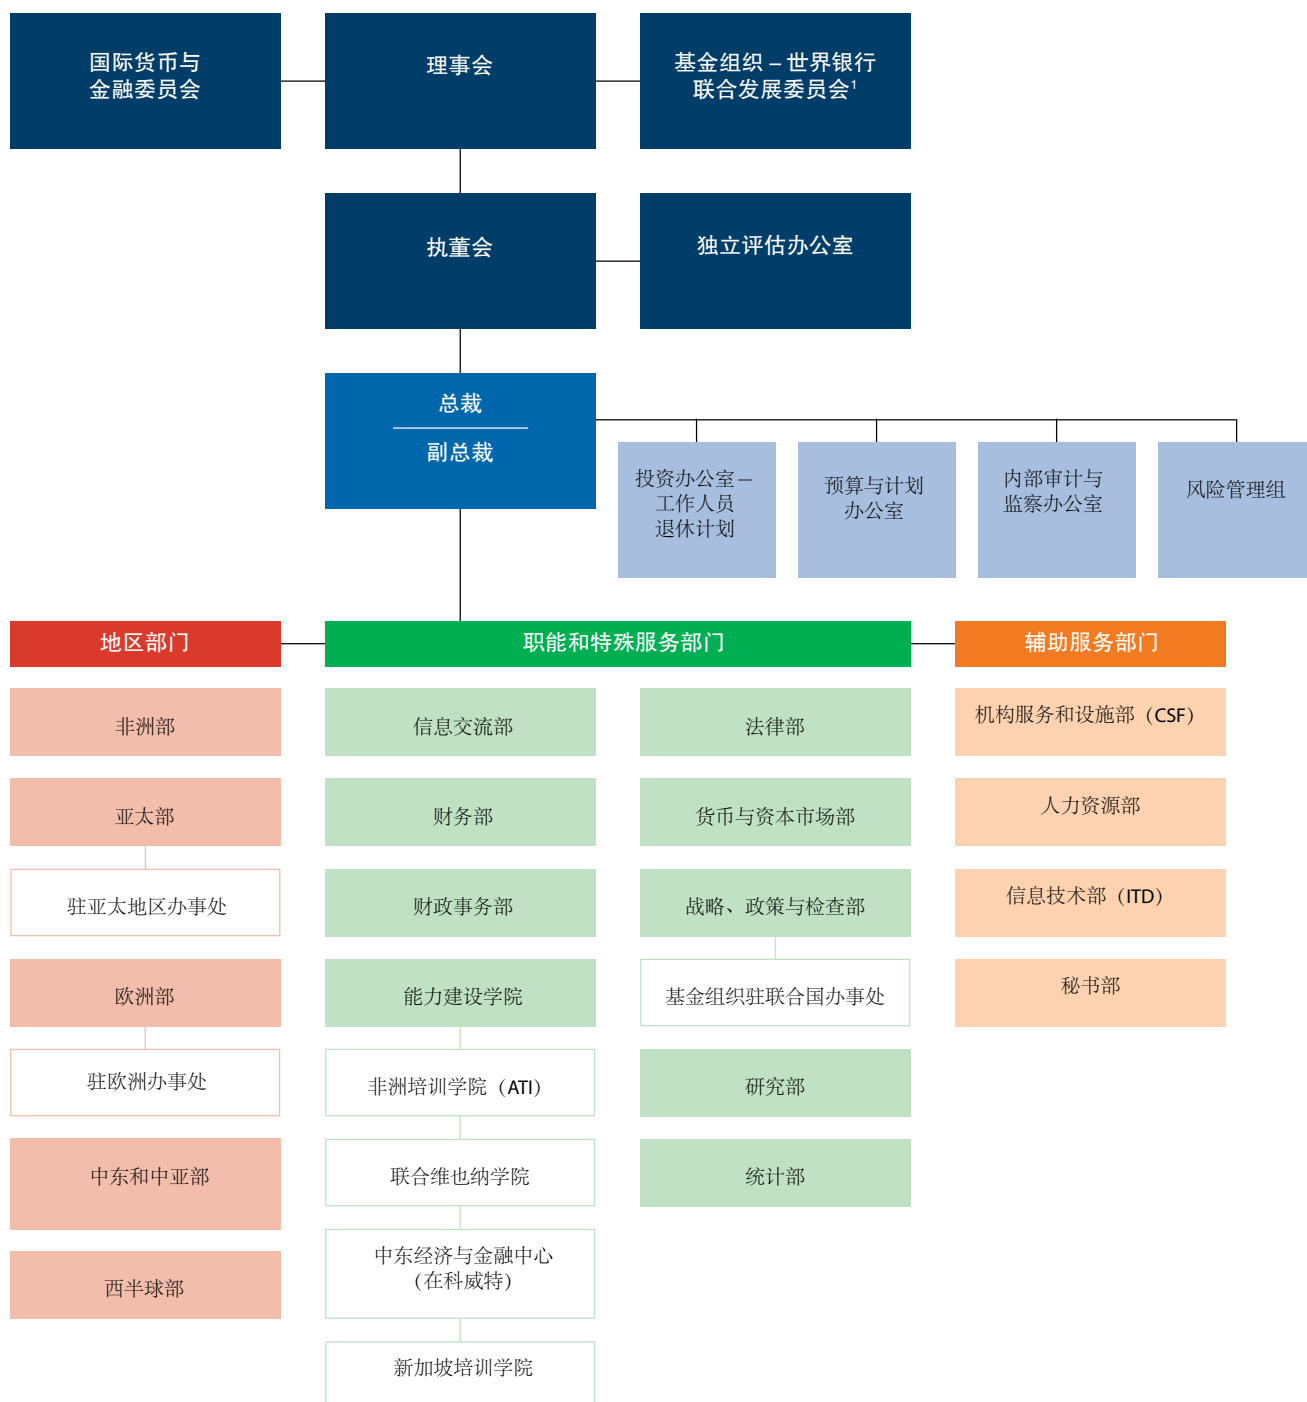 国际货币与
金融委员会
理事会
基金组织 – 世界银行
联合发展委员会1
执董会
独立评估办公室
总裁
副总裁
投资办公室－
工作人员
退休计划
预算与计划
办公室
内部审计与
监察办公室
风险管理组
地区部门
职能和特殊服务部门
辅助服务部门
非洲部
信息交流部
法律部
机构服务和设施部（CSF）
亚太部
财务部
货币与资本市场部
人力资源部
驻亚太地区办事处
财政事务部
战略、政策与检查部
信息技术部（ITD）
欧洲部
能力建设学院
基金组织驻联合国办事处
秘书部
驻欧洲办事处
非洲培训学院（ATI）
研究部
中东和中亚部
联合维也纳学院
统计部
中东经济与金融中心
（在科威特）
西半球部
新加坡培训学院